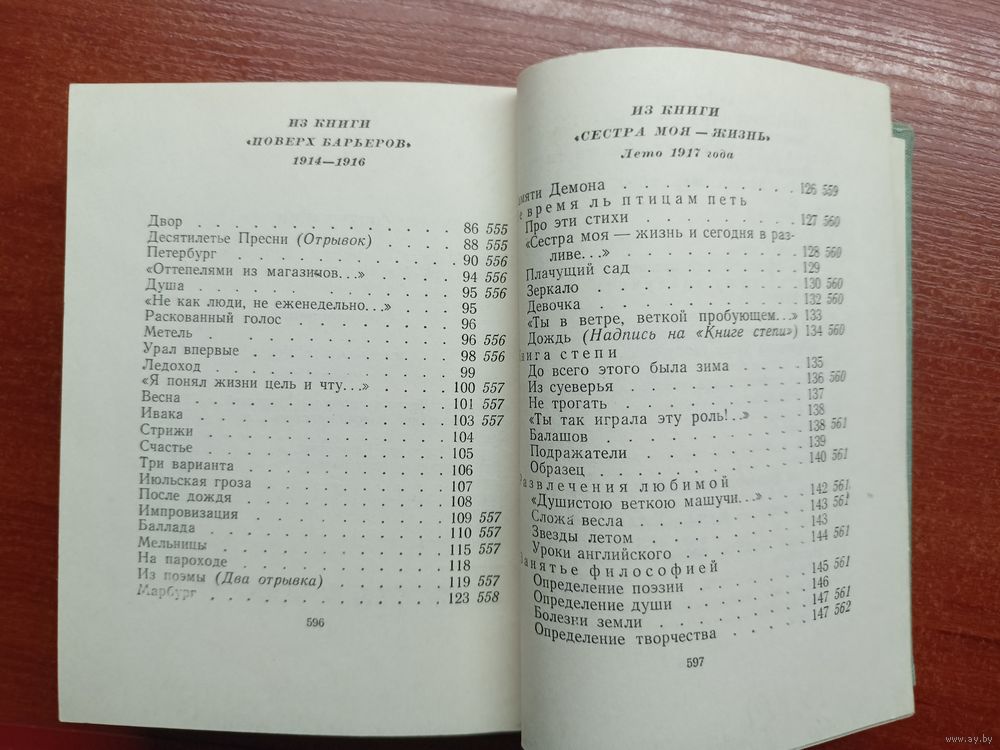 ИЗ КНИГИ
«ПОВЕРХ БАРЬЕРОВ»
1914—1916
Двор 86 555
Десятилетье Пресни (Отрывок) 88 555
Петербург 90 556
«Оттепелями из магазинов...» 94 556
Душа 95 556
«Не как люди, не еженедельно...» 95
Раскованный голос 96
Метель 96 556
Урал впервые 98 556
Ледоход 99
«Я понял жизни цель и чту...» 100 557
Весна 101 557
Ивака 103 557
Стрижи 104
Счастье 105
Три варианта 106
Июльская гроза 107
После дождя 108
Импровизация 109 557
Баллада 110 557
Мельницы 115 557
На пароходе 118
Из поэмы (Два отрывка) 119 557
Марбург 123 558
596
ИЗ КНИГИ
«СЕСТРА МОЯ — ЖИЗНЬ»
Лето 1917 года
амяти Демона 126 559
е время ль птицам петь
Про эти стихи 127 560
«Сестра моя — жизнь и сегодня в раз-
ливе...» 128 560
Плачущий сад 129
Зеркало 130 560
Девочка 132 560
«Ты в ветре, веткой пробующем...» 133
Дождь (Надпись на «Книге степи») 134 560
нига степи
До всего этого была зима 135
Из суеверья 136 560
Не трогать 137
«Ты так играла эту роль!..» 138
Балашов 138 561
Подражатели 139
Образец 140 561
азвлечения любимой
«Душистою веткою машучи...» 142 561
Сложа весла 143 561
Звезды летом 143
Уроки английского 144 561
анятье философией
Определение поэзии 145 561
Определение души 146
Болезни земли 147 561
Определение творчества 147 562
597
www.ay.by